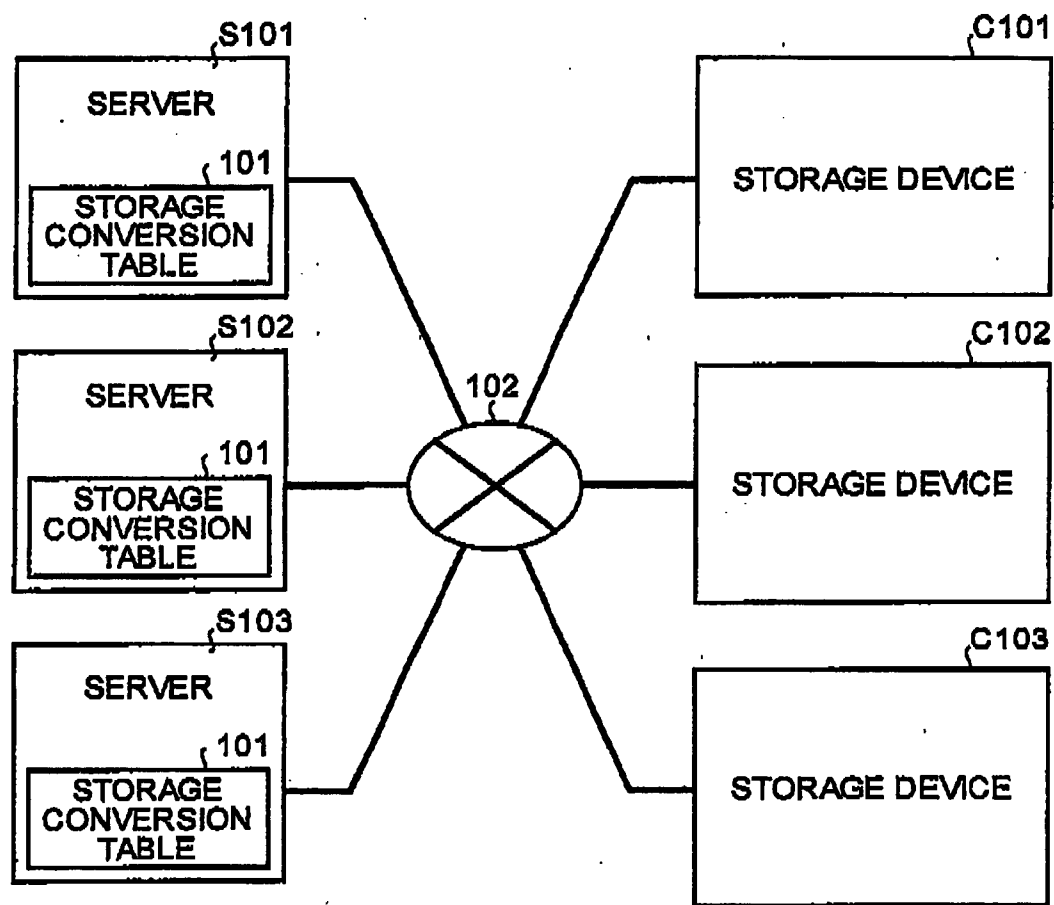 S101
SERVER
101
STORAGE
CONVERSION
TABLE
C101
STORAGE DEVICE
S102
SERVER
101
STORAGE
CONVERSION
TABLE
102
C102
STORAGE DEVICE
S103
SERVER
101
STORAGE
CONVERSION
TABLE
C103
STORAGE DEVICE